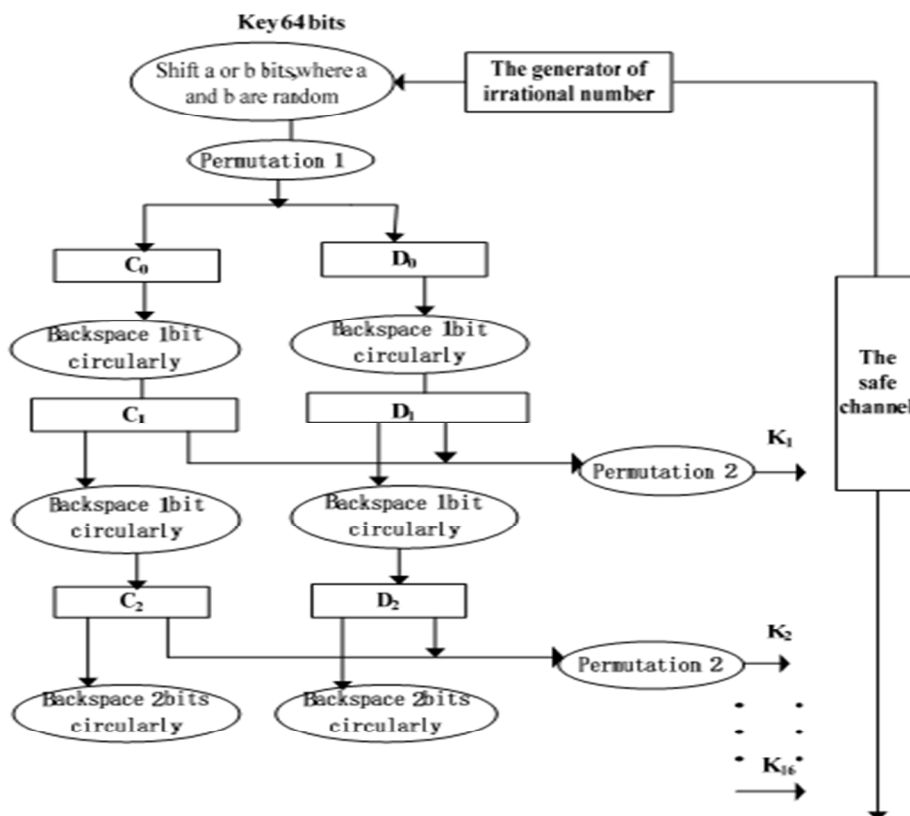 Key 64 bits
Shift a or b bits,where a
and b are random
The generator of
irrational number
Permutation 1
C₀
D₀
Backspace 1bit
circularly
Backspace 1bit
circularly
The
safe
channel
C₁
D₁
K₁
Permutation 2
Backspace 1bit
circularly
Backspace 1bit
circularly
C₂
D₂
K₂
Permutation 2
Backspace 2bits
circularly
Backspace 2bits
circularly
K₁₆